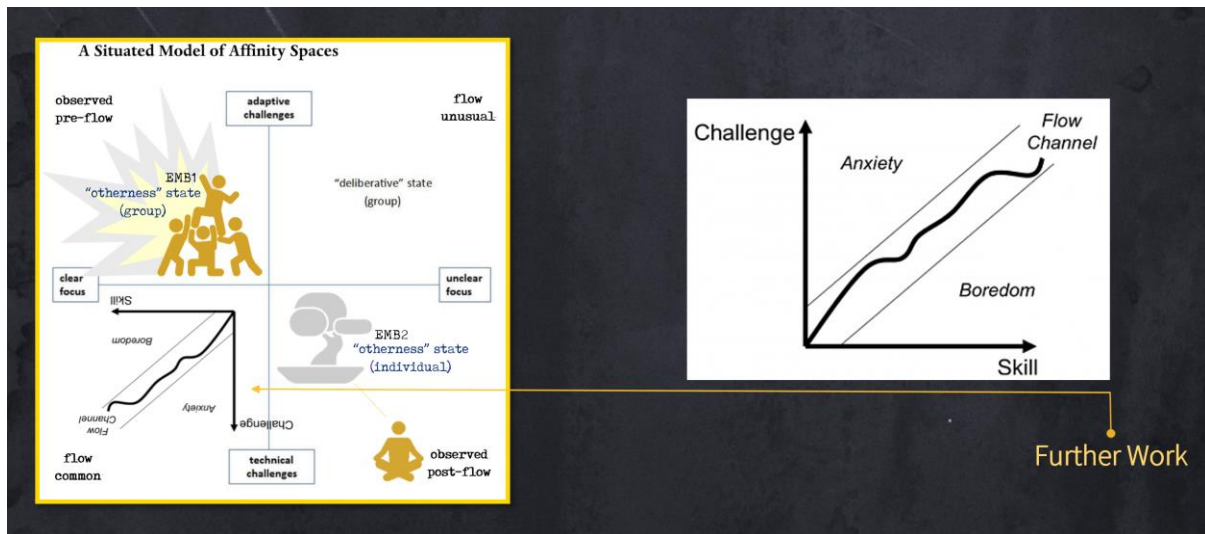 A Situated Model of Affinity Spaces
observed
pre-flow
adaptive
challenges
flow
unusual
EMB1
“otherness” state
(group)
“deliberative” state
(group)
clear
focus
unclear
focus
Skill
Boredom
Anxiety
Flow
Channel
Challenge
EMB2
“otherness” state
(individual)
flow
common
technical
challenges
observed
post-flow
Challenge
Anxiety
Flow
Channel
Boredom
Skill
Further Work